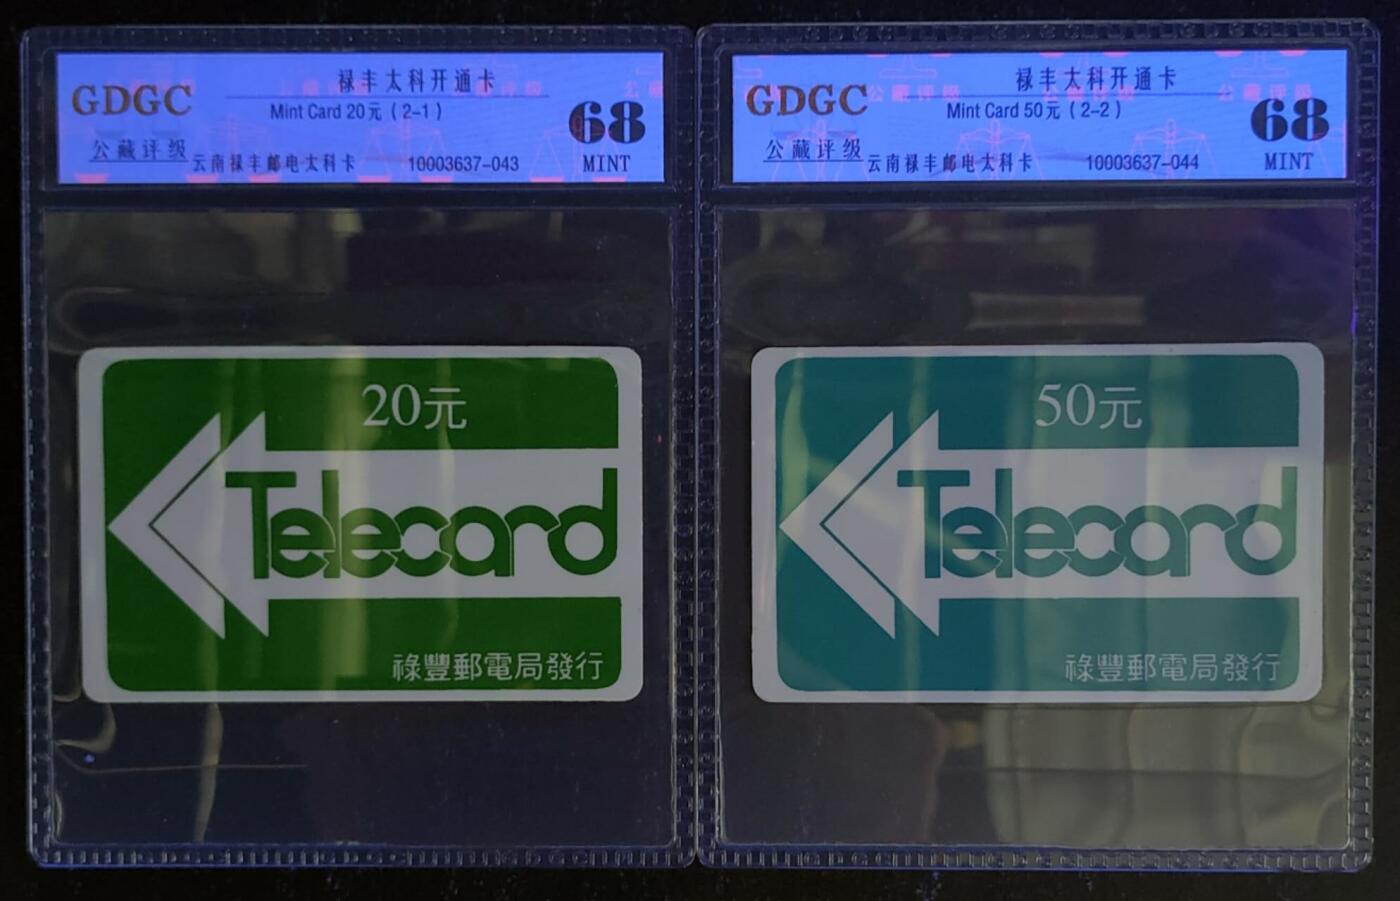 GDGC
禄丰太科开通卡
Mint Card 20元（2-1）
68
公藏评级
云南禄丰邮电太科卡
10003637-043
MINT
20元
Telecard
祿豐郵電局發行
GDGC
禄丰太科开通卡
Mint Card 50元（2-2）
68
公藏评级
云南禄丰邮电太科卡
10003637-044
MINT
50元
Telecard
祿豐郵電局發行